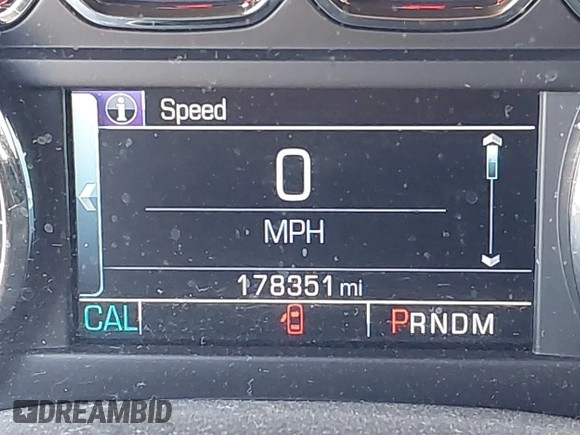 Speed
0
MPH
178351 mi
CAL PRNDM
DREAMBID